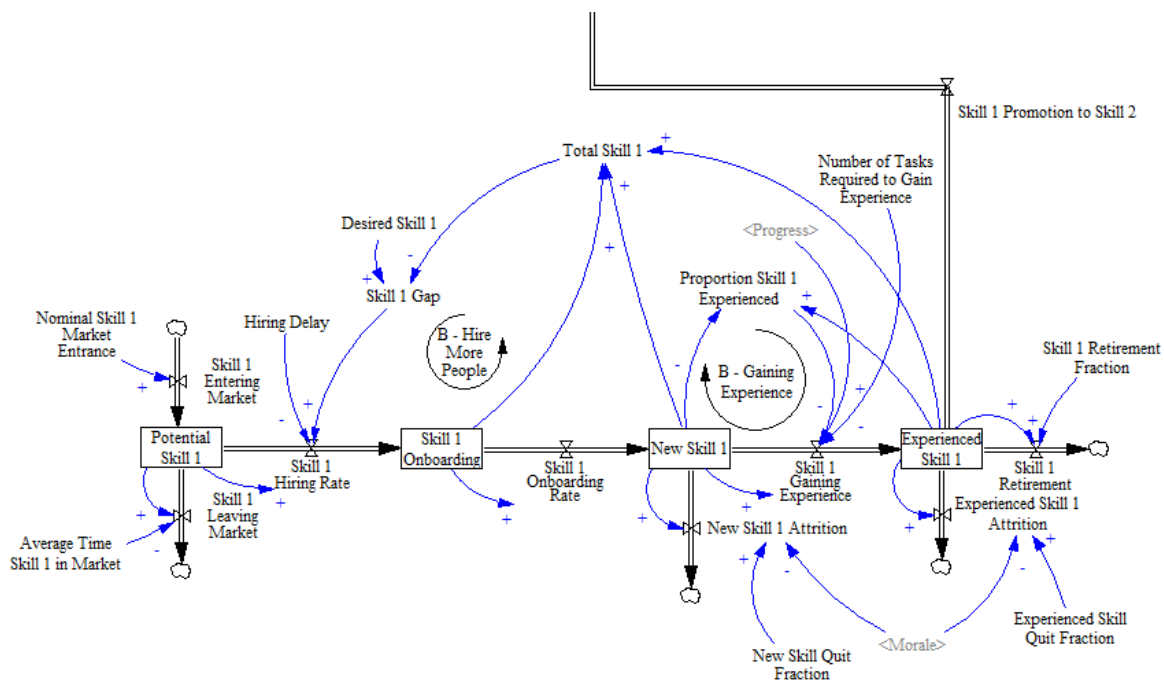 Skill 1 Promotion to Skill 2
+
Total Skill 1
+
Number of Tasks
Required to Gain
Experience
Desired Skill 1
<Progress>
-
+
+
-
+
Skill 1 Gap
Proportion Skill 1
Experienced
+
Nominal Skill 1
Market
Entrance
Hiring Delay
B - Hire
More
People
-
B - Gaining
Experience
Skill 1 Retirement
Fraction
+
Skill 1
Entering
Market
-
+
-
+
+
+
Potential
Skill 1
Skill 1
Onboarding
New Skill 1
Experienced
Skill 1
Skill 1
Hiring Rate
Skill 1
Onboarding
Rate
Skill 1
Gaining
Experience
Skill 1
Retirement
+
+
+
+
+
+
Skill 1
Leaving
Market
New Skill 1 Attrition
Experienced Skill 1
Attrition
Average Time
Skill 1 in Market
-
+
-
-
+
New Skill Quit
Fraction
<Morale>
Experienced Skill
Quit Fraction